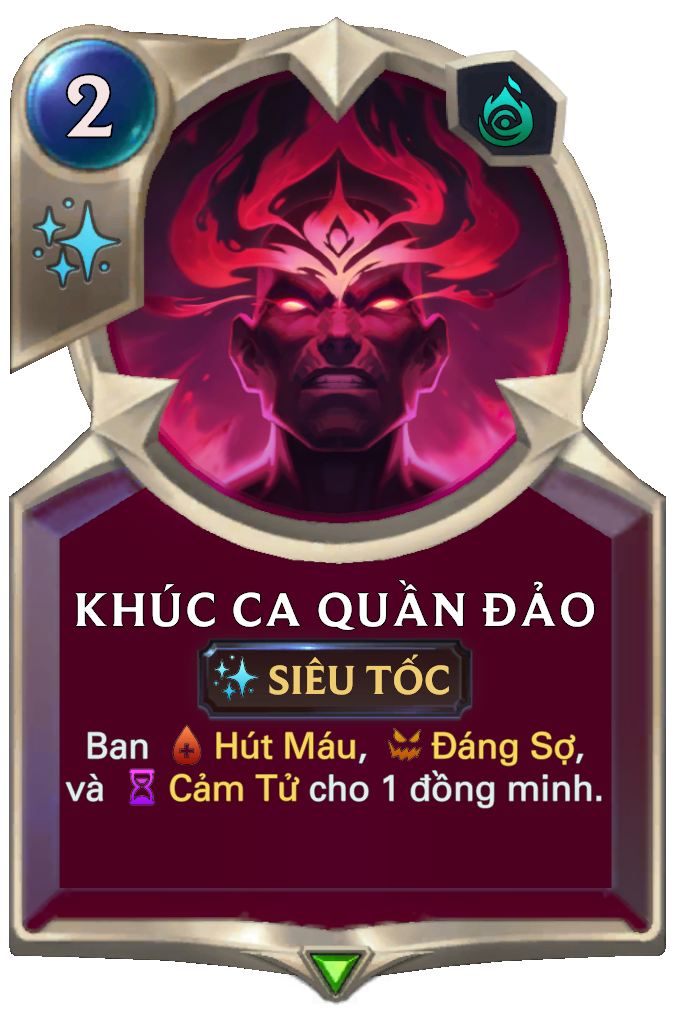 2
KHÚC CA QUẦN ĐẢO
SIÊU TỐC
Ban Hút Máu, Đáng Sợ,
và Cảm Tử cho 1 đồng minh.